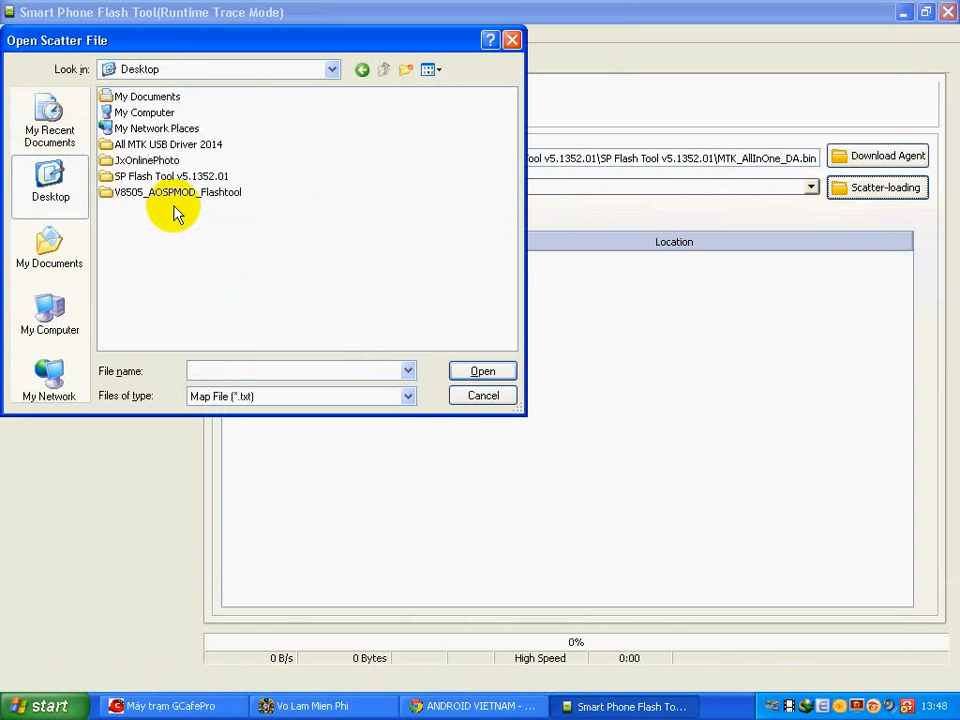 Smart Phone Flash Tool(Runtime Trace Mode)
Open Scatter File
Look in:
Desktop
My Recent
Documents
Desktop
My Documents
My Computer
My Network
My Documents
My Computer
My Network Places
All MTK USB Driver 2014
JxOnlinePhoto
SP Flash Tool v5.1352.01
V8505_AOSPMOD_Flashtool
File name:
Open
Files of type:
Map File (*.txt)
Cancel
Tool v5.1352.01\SP Flash Tool v5.1352.01\MTK_AllInOne_DA.bin
Download Agent
Scatter-loading
Location
0%
0 B/s
0 Bytes
High Speed
0:00
start
Máy trạm GCafePro
Vo Lam Mien Phi
ANDROID VIETNAM - ...
Smart Phone Flash To...
13:48